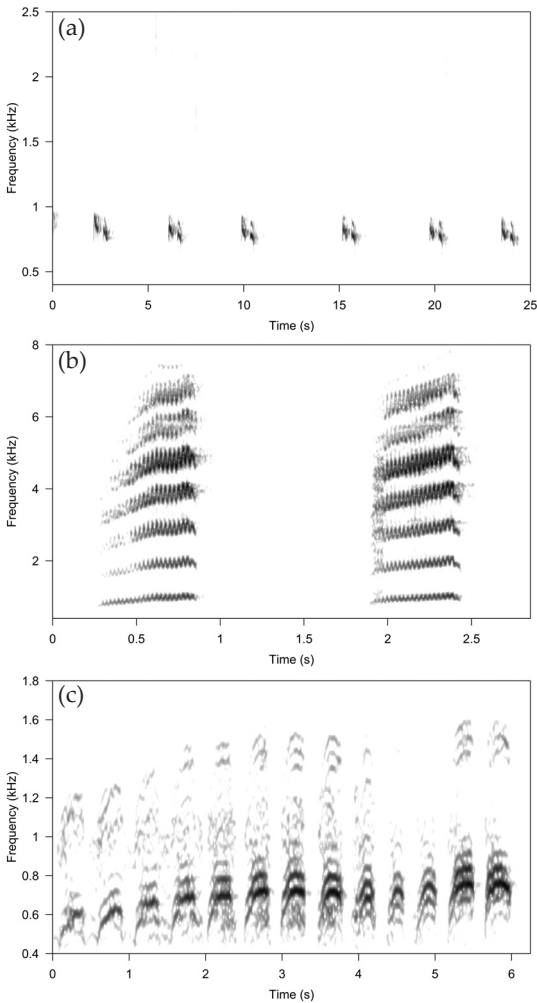 (a)
2.5
2
1.5
1
0.5
Frequency (kHz)
0 5 10 15 20 25
Time (s)
(b)
8
6
4
2
Frequency (kHz)
0 0.5 1 1.5 2 2.5
Time (s)
(c)
1.8
1.6
1.4
1.2
1
0.8
0.6
0.4
Frequency (kHz)
0 1 2 3 4 5 6
Time (s)